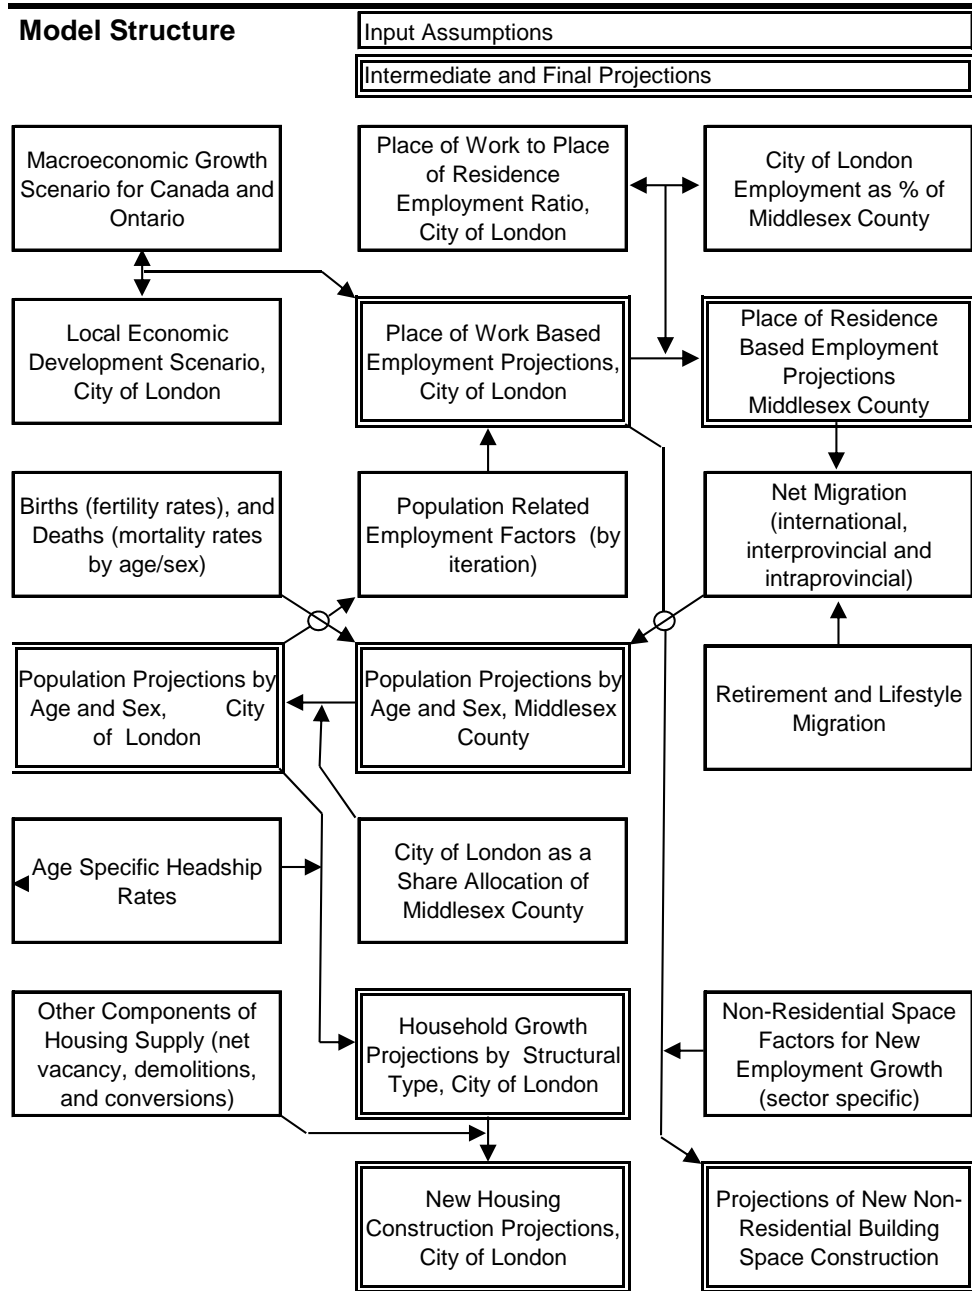 Model Structure
Input Assumptions
Intermediate and Final Projections
Macroeconomic Growth
Scenario for Canada and
Ontario
Place of Work to Place
of Residence
Employment Ratio,
City of London
City of London
Employment as % of
Middlesex County
Local Economic
Development Scenario,
City of London
Place of Work Based
Employment Projections,
City of London
Place of Residence
Based Employment
Projections
Middlesex County
Births (fertility rates), and
Deaths (mortality rates
by age/sex)
Population Related
Employment Factors (by
iteration)
Net Migration
(international,
interprovincial and
intraprovincial)
Population Projections by
Age and Sex, City
of London
Population Projections by
Age and Sex, Middlesex
County
Retirement and Lifestyle
Migration
Age Specific Headship
Rates
City of London as a
Share Allocation of
Middlesex County
Other Components of
Housing Supply (net
vacancy, demolitions,
and conversions)
Household Growth
Projections by Structural
Type, City of London
Non-Residential Space
Factors for New
Employment Growth
(sector specific)
New Housing
Construction Projections,
City of London
Projections of New Non-
Residential Building
Space Construction